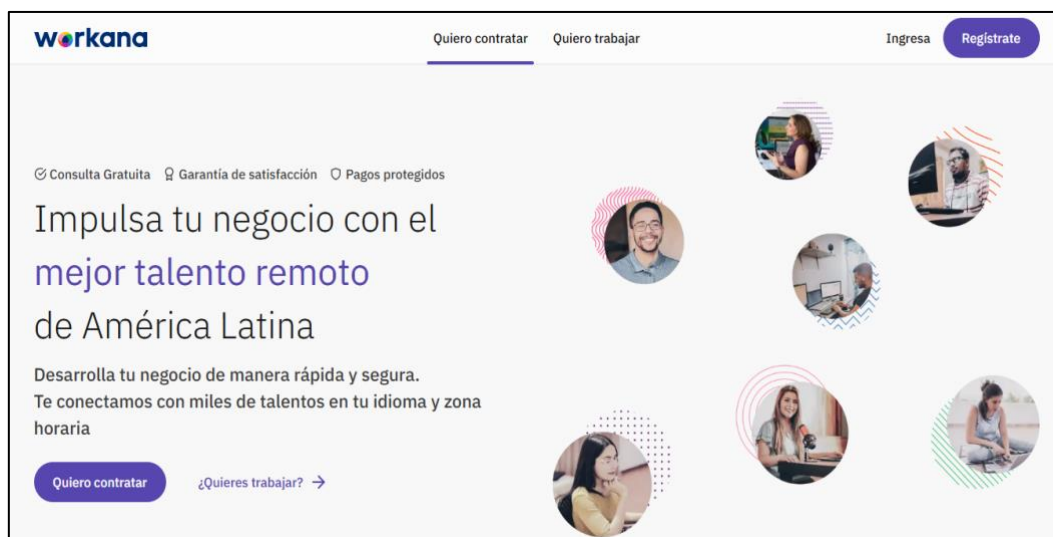 workana
Quiero contratar Quiero trabajar Ingresa Regístrate
Consulta Gratuita Garantía de satisfacción Pagos protegidos
Impulsa tu negocio con el
mejor talento remoto
de América Latina
Desarrolla tu negocio de manera rápida y segura.
Te conectamos con miles de talentos en tu idioma y zona
horaria
Quiero contratar ¿Quieres trabajar?